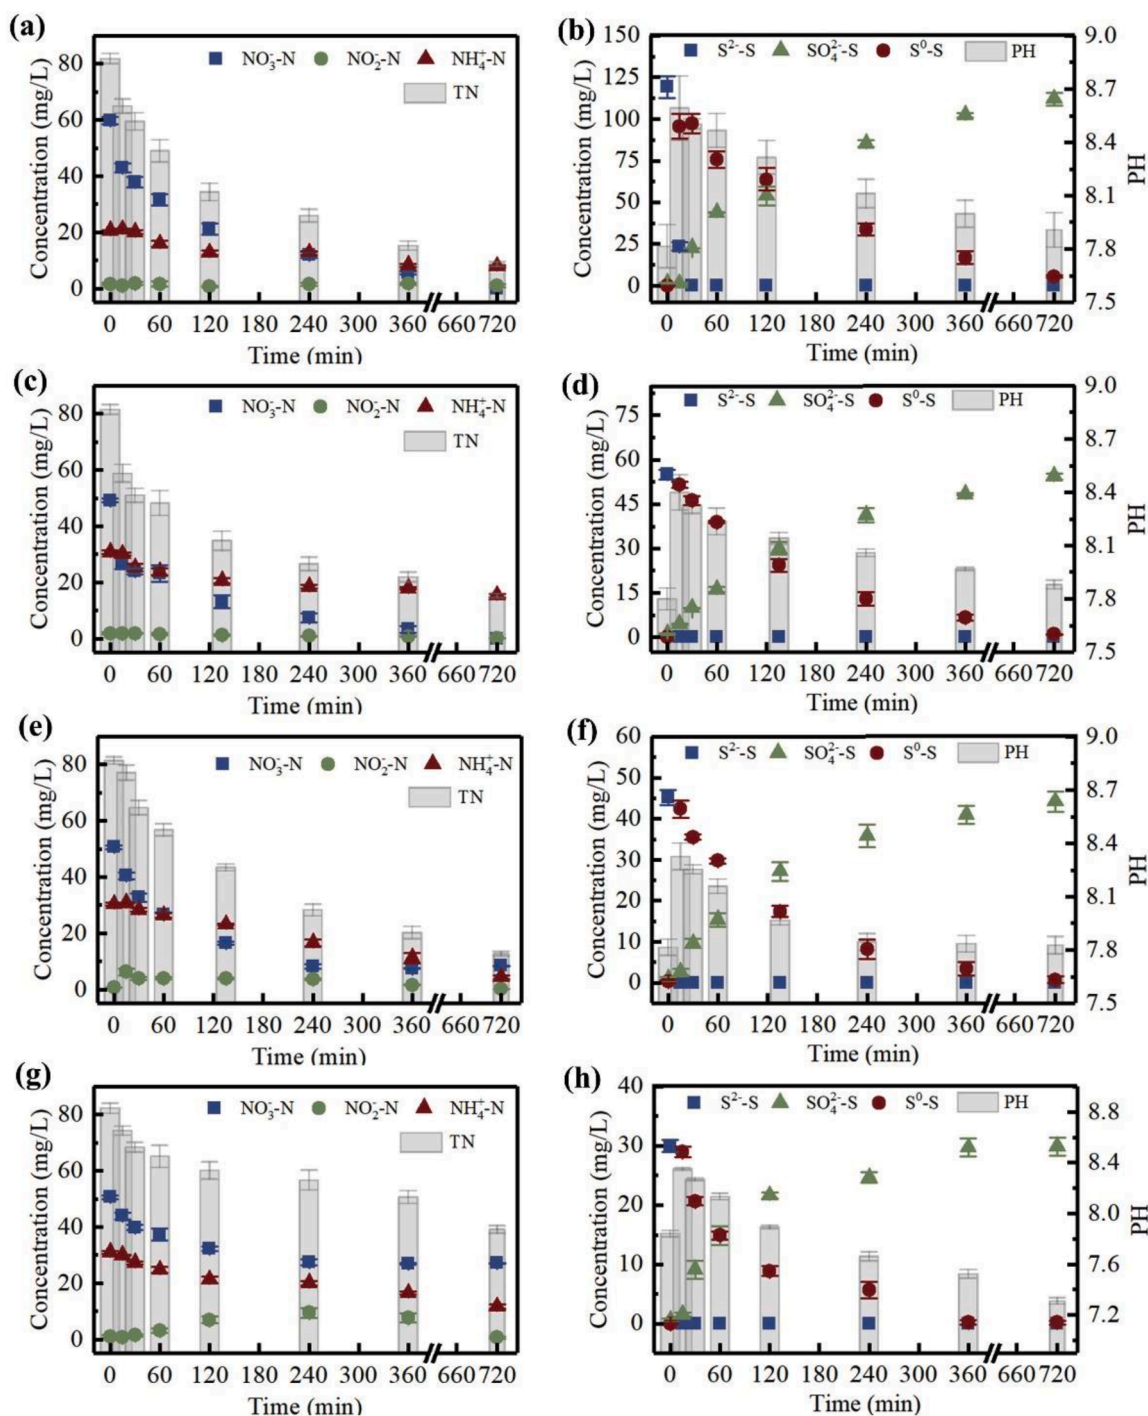 (a)
NO₃⁻-N NO₂⁻-N NH₄⁺-N
TN
Concentration (mg/L)
80
60
40
20
0
0 60 120 180 240 300 360 660 720
Time (min)
(b)
S²⁻-S SO₄²⁻-S S⁰-S PH
Concentration (mg/L)
150
125
100
75
50
25
0
9.0
8.7
8.4
8.1
7.8
7.5
PH
0 60 120 180 240 300 360 660 720
Time (min)
(c)
NO₃⁻-N NO₂⁻-N NH₄⁺-N
TN
Concentration (mg/L)
80
60
40
20
0
0 60 120 180 240 300 360 660 720
Time (min)
(d)
S²⁻-S SO₄²⁻-S S⁰-S PH
Concentration (mg/L)
75
60
45
30
15
0
9.0
8.7
8.4
8.1
7.8
7.5
PH
0 60 120 180 240 300 360 660 720
Time (min)
(e)
NO₃⁻-N NO₂⁻-N NH₄⁺-N
TN
Concentration (mg/L)
80
60
40
20
0
0 60 120 180 240 300 360 660 720
Time (min)
(f)
S²⁻-S SO₄²⁻-S S⁰-S PH
Concentration (mg/L)
60
50
40
30
20
10
0
9.0
8.7
8.4
8.1
7.8
7.5
PH
0 60 120 180 240 300 360 660 720
Time (min)
(g)
NO₃⁻-N NO₂⁻-N NH₄⁺-N
TN
Concentration (mg/L)
80
60
40
20
0
0 60 120 180 240 300 360 660 720
Time (min)
(h)
S²⁻-S SO₄²⁻-S S⁰-S PH
Concentration (mg/L)
40
30
20
10
0
8.8
8.4
8.0
7.6
7.2
PH
0 60 120 180 240 300 360 660 720
Time (min)